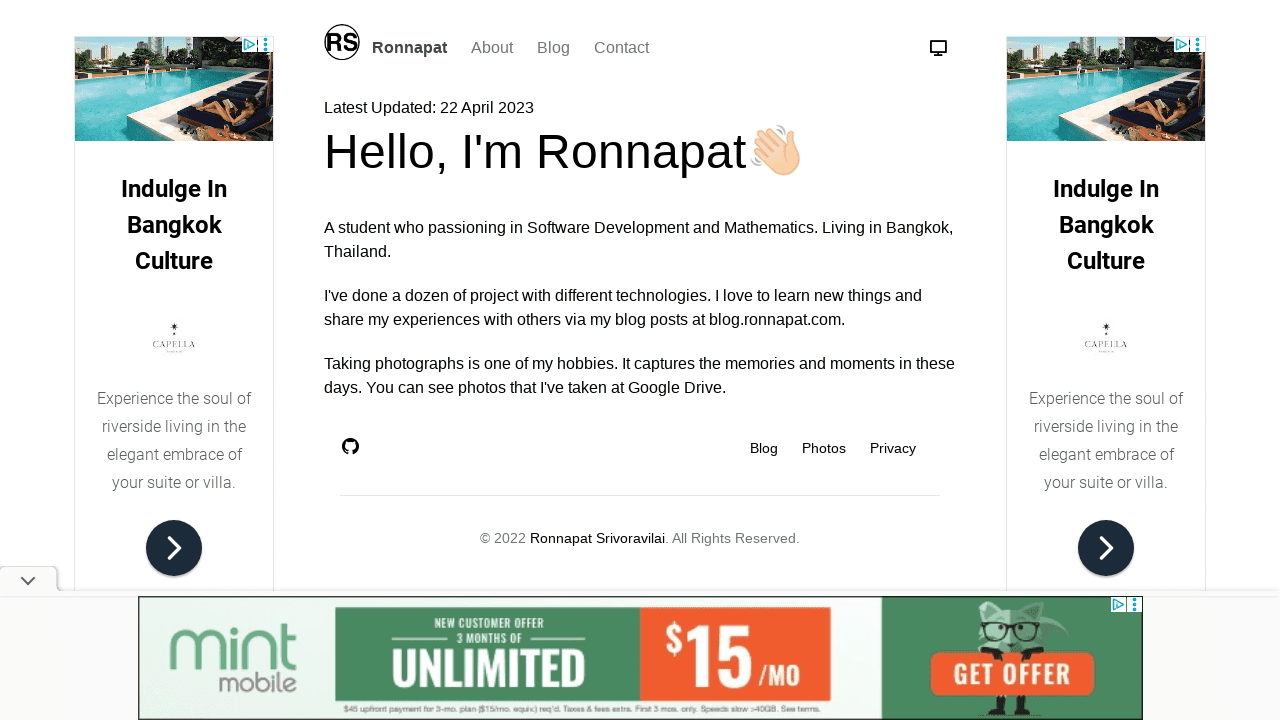 RS
Ronnapat About Blog Contact
Latest Updated: 22 April 2023
Hello, I'm Ronnapat👋🏻
A student who passioning in Software Development and Mathematics. Living in Bangkok,
Thailand.
I've done a dozen of project with different technologies. I love to learn new things and
share my experiences with others via my blog posts at blog.ronnapat.com.
Taking photographs is one of my hobbies. It captures the memories and moments in these
days. You can see photos that I've taken at Google Drive.
Blog Photos Privacy
© 2022 Ronnapat Srivoravilai. All Rights Reserved.
Indulge In
Bangkok
Culture
CAPELLA
Experience the soul of
riverside living in the
elegant embrace of
your suite or villa.
Indulge In
Bangkok
Culture
CAPELLA
Experience the soul of
riverside living in the
elegant embrace of
your suite or villa.
mint
mobile
NEW CUSTOMER OFFER
3 MONTHS OF
UNLIMITED
$15/MO
GET OFFER
$45 upfront payment for 3-mo. plan ($15/mo. equiv.) req'd. Taxes & fees extra. First 3 mos. only. Speeds slow >40GB. See terms.